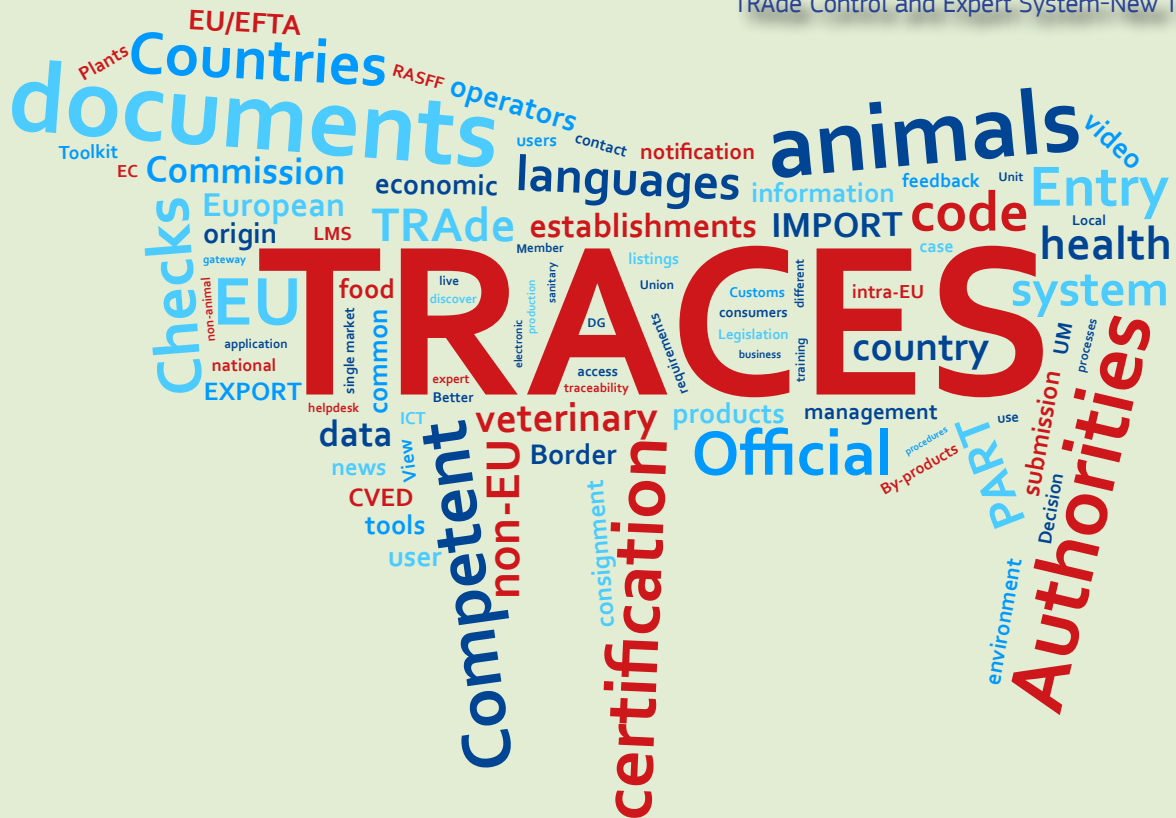 TRAde Control and Expert System-New T
EU/EFTA
Plants
Countries
RASFF
operators
documents
Toolkit
EC
Commission
users
contact
notification
animals
video
economic
languages
information
feedback
Unit
Entry
European
origin
LMS
TRAde
establishments
IMPORT
code
Local
health
Checks
gateway
Member
listings
case
system
TRACES
non-animal
EU
food
live
discover
production
sanitary
Union
Customs
consumers
different
intra-EU
application
single market
common
electronic
DG
requirements
Legislation
business
training
country
UM
processes
national
EXPORT
expert
Better
access
traceability
helpdesk
ICT
veterinary
products
management
use
data
View
Competent
non-EU
Border
Official
procedures
By-products
PART
submission
Decision
Authorities
news
CVED
tools
user
consignment
certification
environment